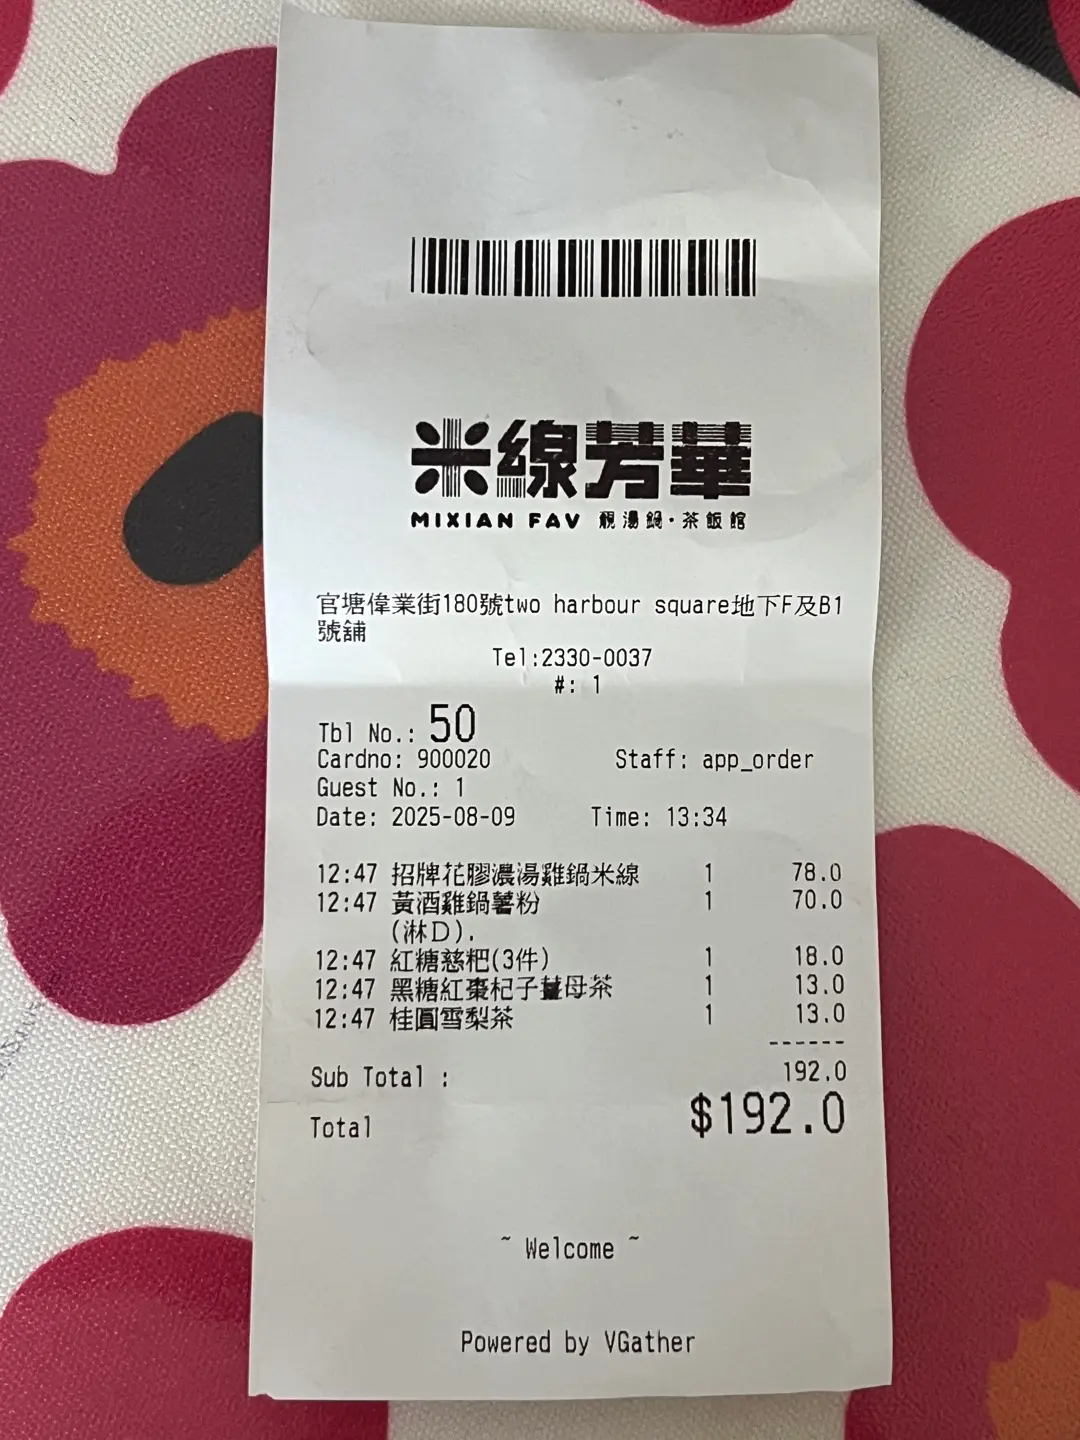 米線芳華
MIXIAN FAV 靚湯鍋·茶飯館
官塘偉業街180號two harbour square地下F及B1
號舖
Tel:2330-0037
#: 1
Tbl No.: 50
Cardno: 900020 Staff: app_order
Guest No.: 1
Date: 2025-08-09 Time: 13:34
12:47 招牌花膠濃湯雞鍋米線 1 78.0
12:47 黃酒雞鍋薯粉 1 70.0
(淋D).
12:47 紅糖慈粑(3件) 1 18.0
12:47 黑糖紅棗杞子薑母茶 1 13.0
12:47 桂圓雪梨茶 1 13.0
------
Sub Total : 192.0
Total $192.0
~ Welcome ~
Powered by VGather